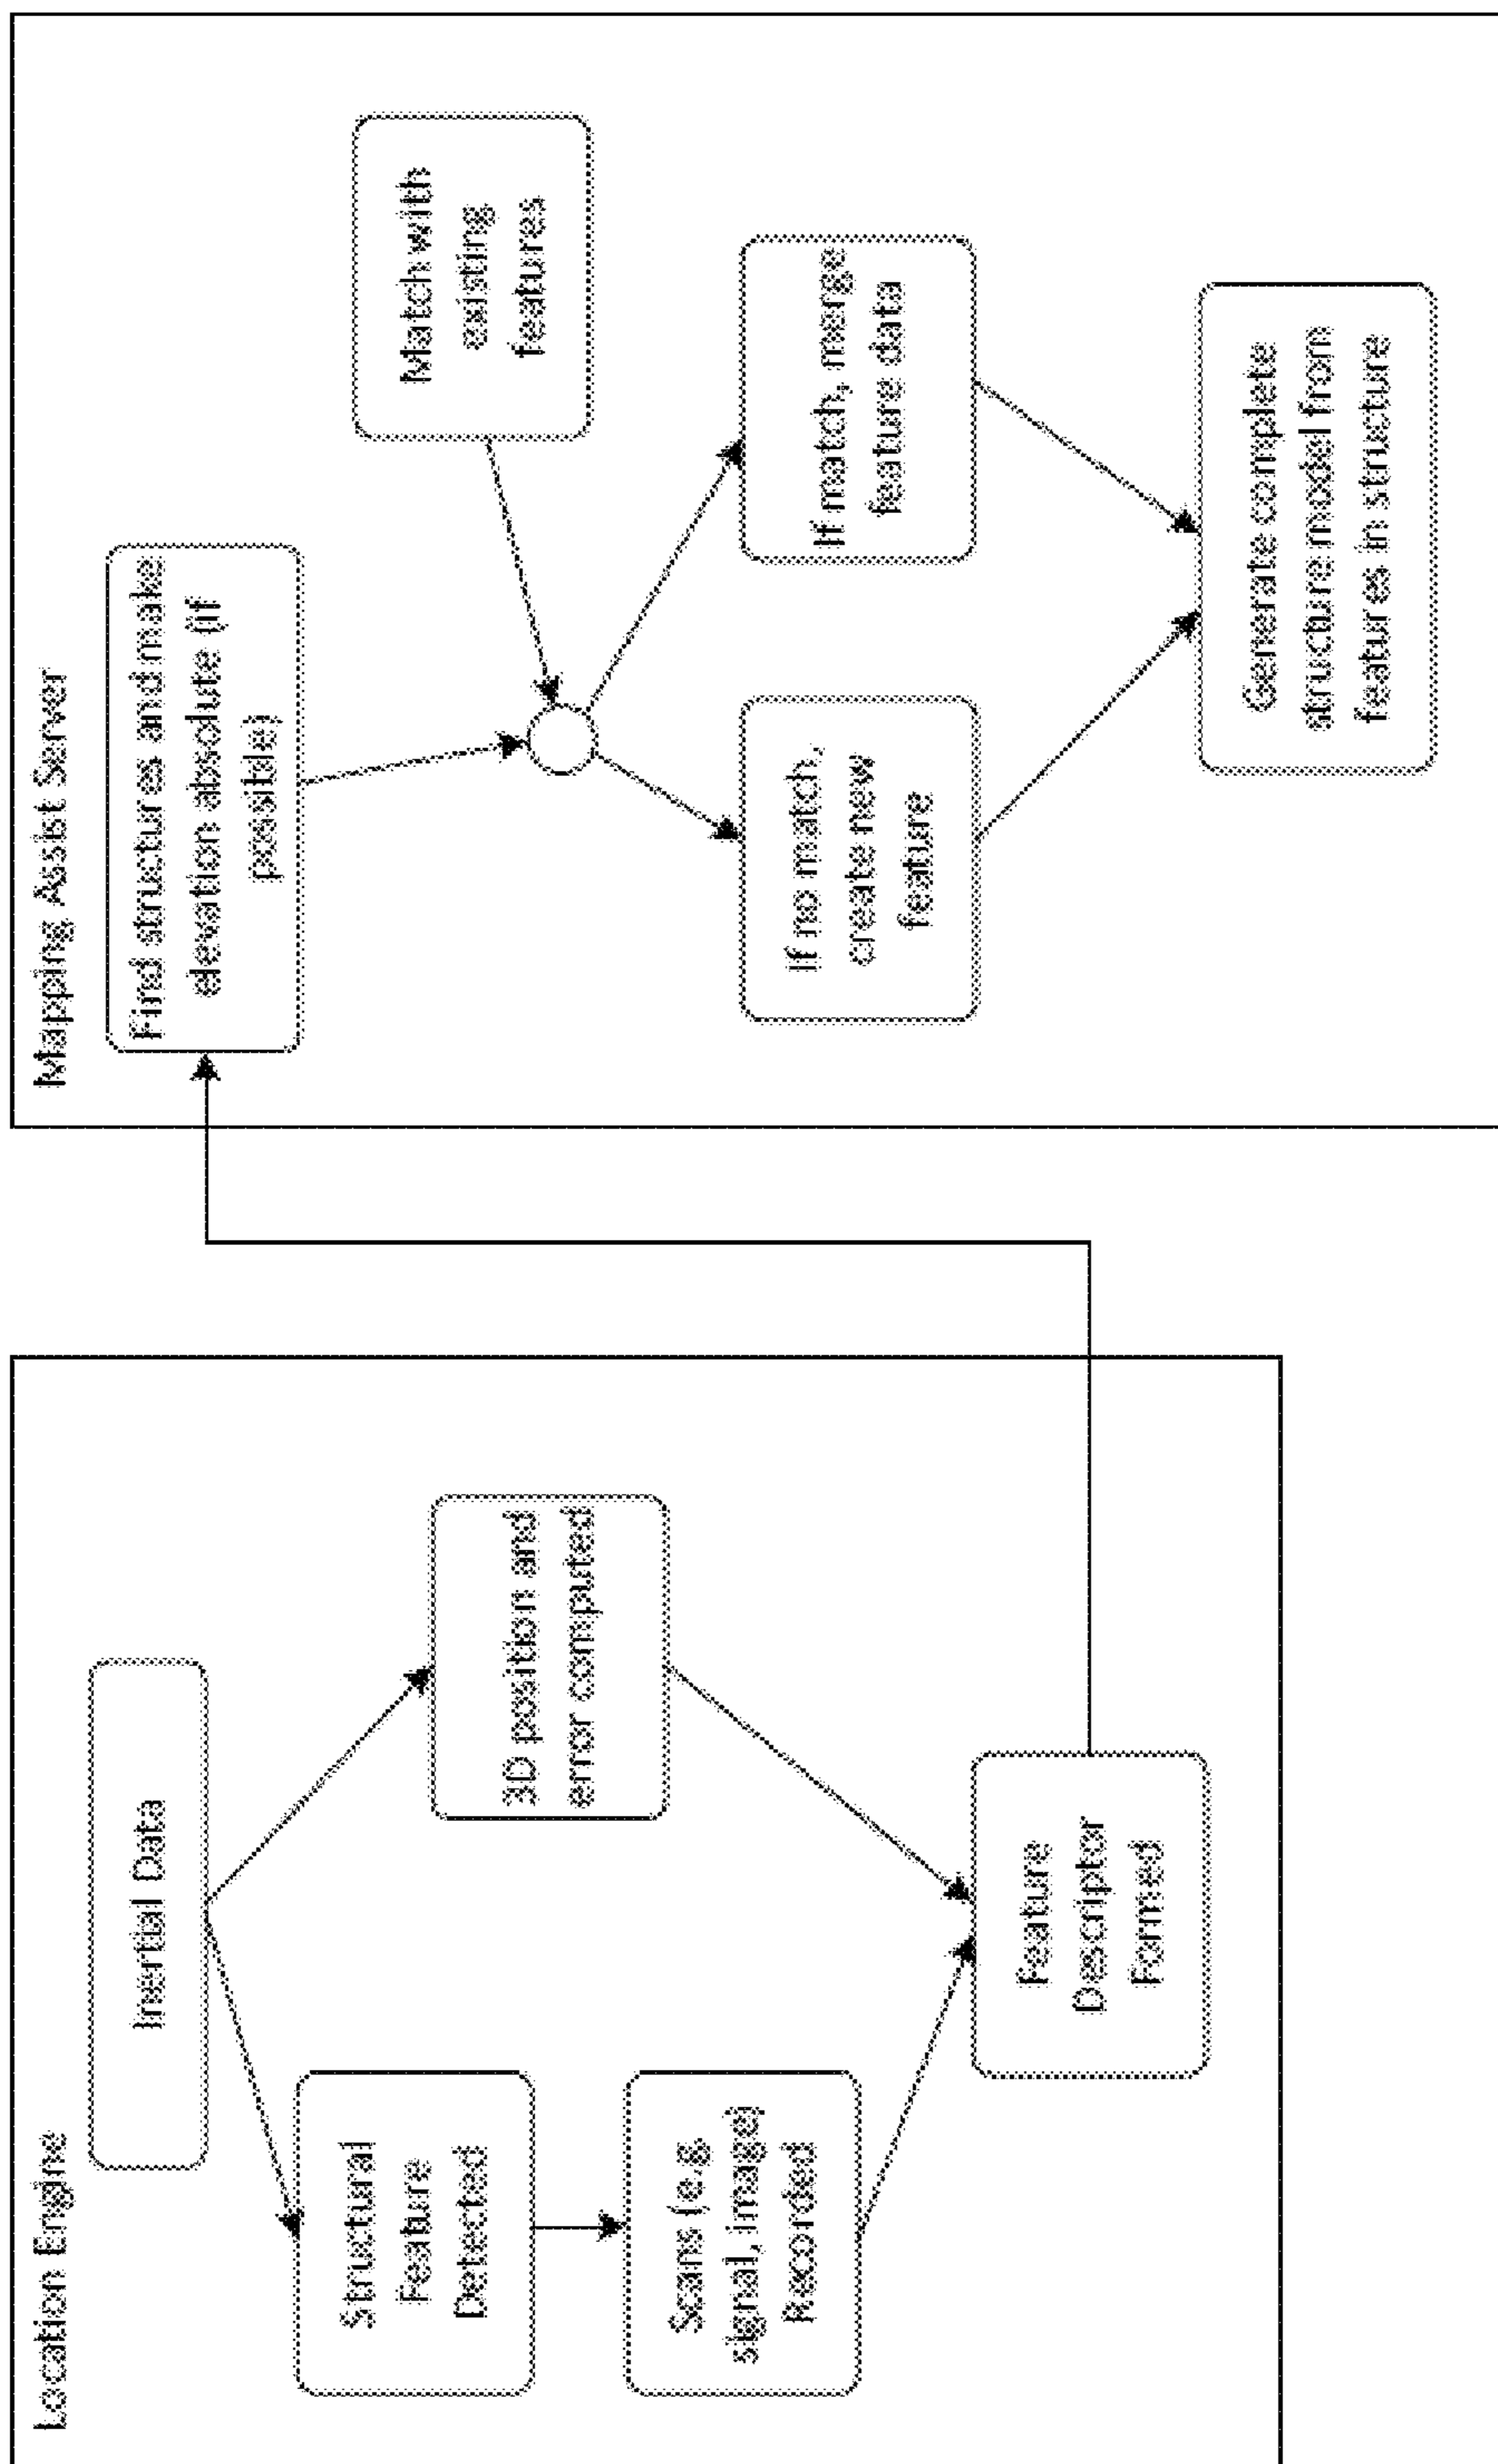 Location Engine
Inertial Data
Structural
Feature
Detected
Scans (e.g.
signal, image)
Recorded
3D position and
error computed
Feature
Descriptor
Formed
Mapping Assist Server
Find structures and make
elevation absolute (if
possible)
Match with
existing
features
If no match,
create new
feature
If match, merge
feature data
Generate complete
structure model from
features in structure